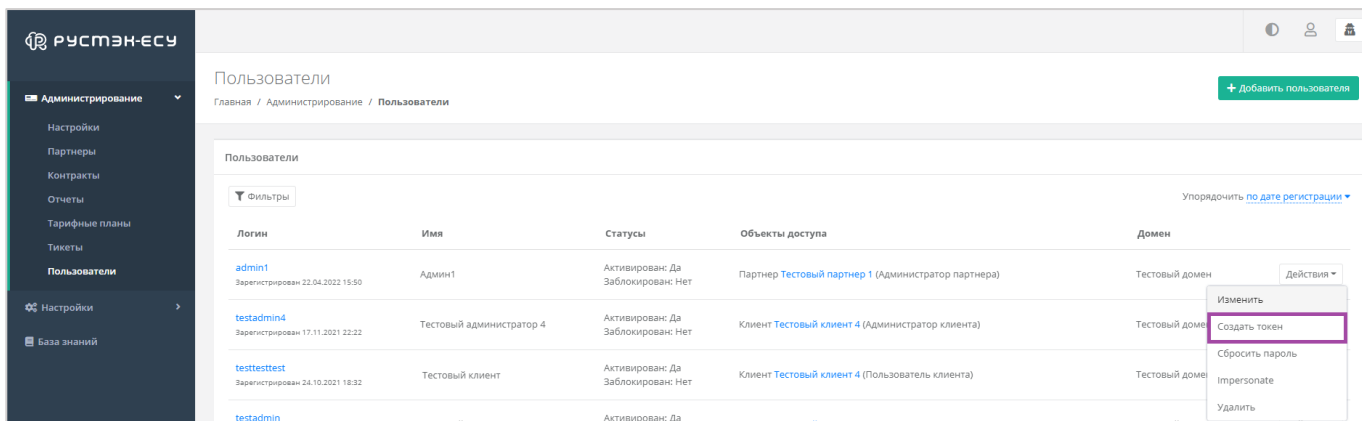 РУСТЭК-ЕСУ
Пользователи
Главная / Администрирование / Пользователи
+ Добавить пользователя
Администрирование
Настройки
Партнеры
Контракты
Отчеты
Тарифные планы
Тикеты
Пользователи
Настройки
База знаний
Пользователи
Фильтры
Упорядочить по дате регистрации
Логин Имя Статусы Объекты доступа Домен
admin1
Зарегистрирован 22.04.2022 15:50
Админ1
Активирован: Да
Заблокирован: Нет
Партнер Тестовый партнер 1 (Администратор партнера)
Тестовый домен
Действия
testadmin4
Зарегистрирован 17.11.2021 22:22
Тестовый администратор 4
Активирован: Да
Заблокирован: Нет
Клиент Тестовый клиент 4 (Администратор клиента)
Тестовый
testtesttest
Зарегистрирован 24.10.2021 18:32
Тестовый клиент
Активирован: Да
Заблокирован: Нет
Клиент Тестовый клиент 4 (Пользователь клиента)
Тестовый
testadmin
Активирован: Да
Изменить
Создать токен
Сбросить пароль
Impersonate
Удалить